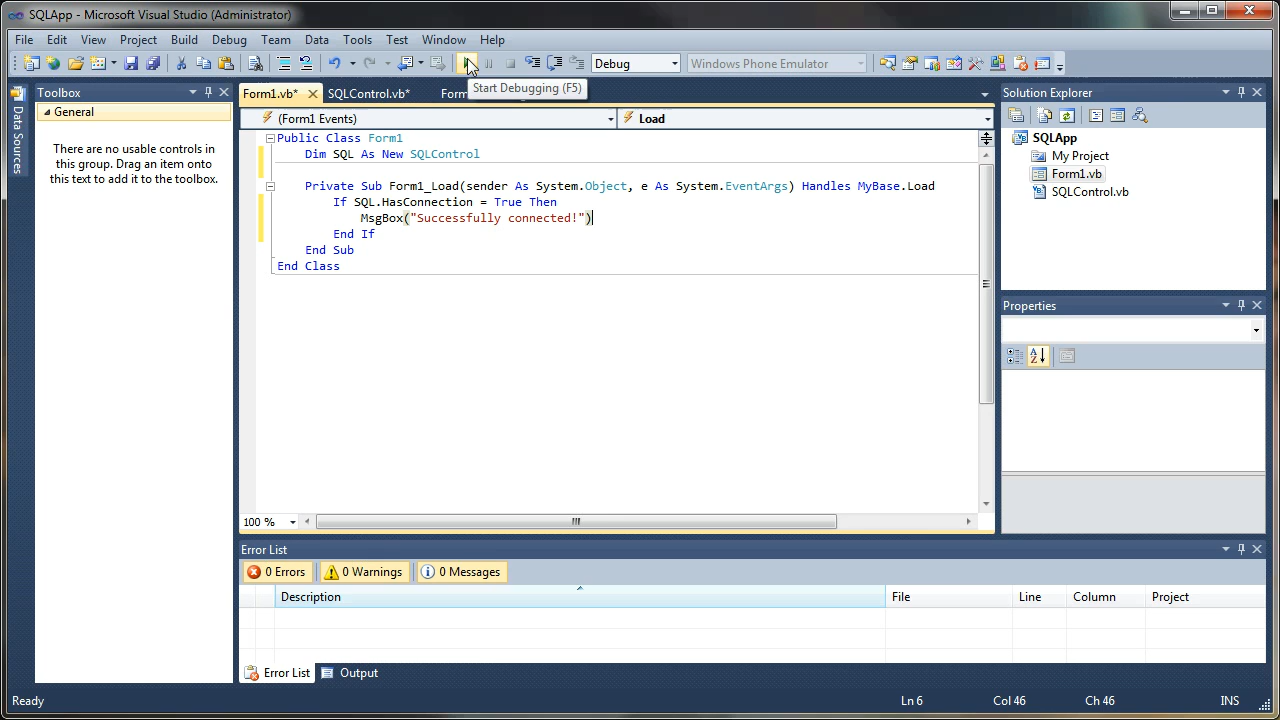 SQLApp - Microsoft Visual Studio (Administrator)
File Edit View Project Build Debug Team Data Tools Test Window Help
Debug Windows Phone Emulator
Start Debugging (F5)
Data Sources
Toolbox
General
There are no usable controls in
this group. Drag an item onto
this text to add it to the toolbox.
Form1.vb* SQLControl.vb* Form
(Form1 Events) Load
Public Class Form1
Dim SQL As New SQLControl
Private Sub Form1_Load(sender As System.Object, e As System.EventArgs) Handles MyBase.Load
If SQL.HasConnection = True Then
MsgBox("Successfully connected!")
End If
End Sub
End Class
100 %
Solution Explorer
SQLApp
My Project
Form1.vb
SQLControl.vb
Properties
Error List
0 Errors 0 Warnings 0 Messages
Description File Line Column Project
Error List Output
Ready Ln 6 Col 46 Ch 46 INS